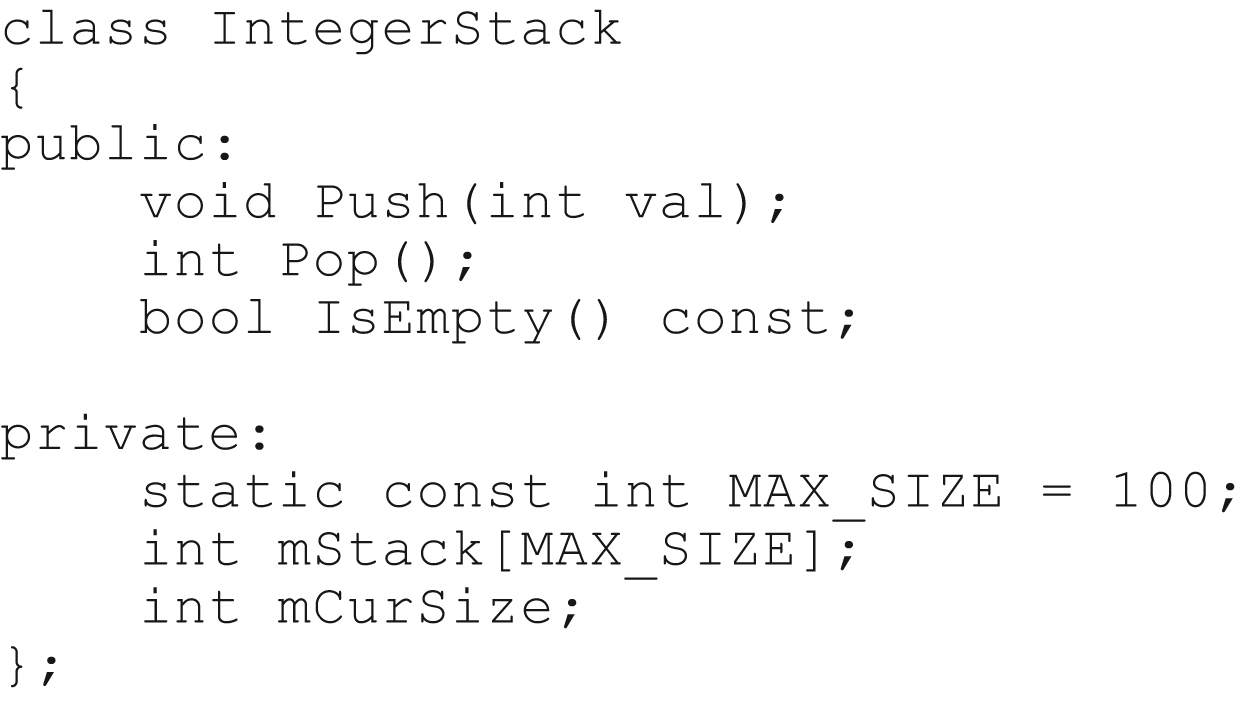 class IntegerStack
{
public:
    void Push(int val);
    int Pop();
    bool IsEmpty() const;

private:
    static const int MAX_SIZE = 100;
    int mStack[MAX_SIZE];
    int mCurSize;
};